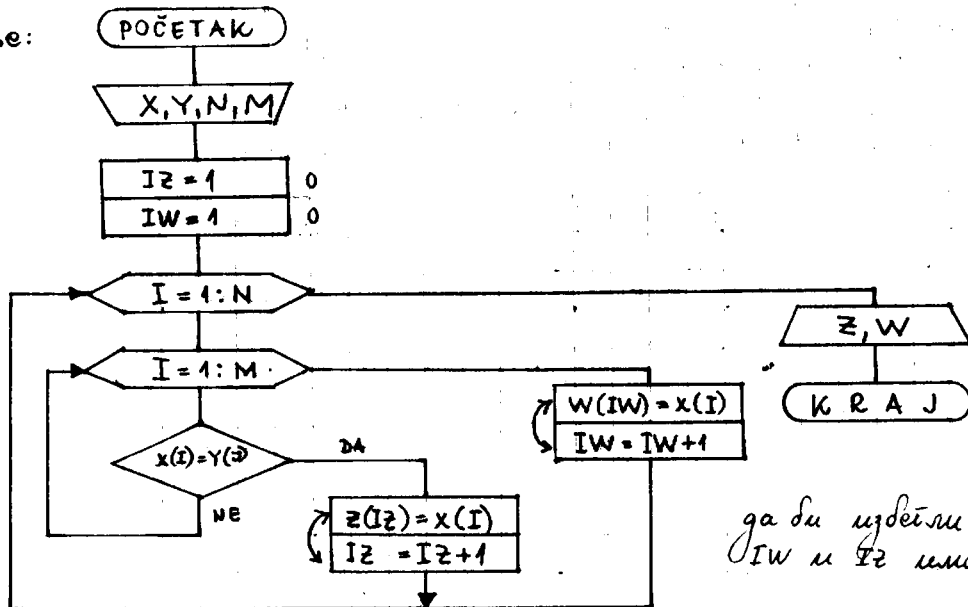 е:
POČETAK
X, Y, N, M
IZ = 1 0
IW = 1 0
I = 1 : N
Z, W
I = 1 : M
K R A J
W(IW) = X(I)
IW = IW+1
X(I) = Y(J)
DA
NE
Z(IZ) = X(I)
IZ = IZ+1
да би избегли
IW и IZ